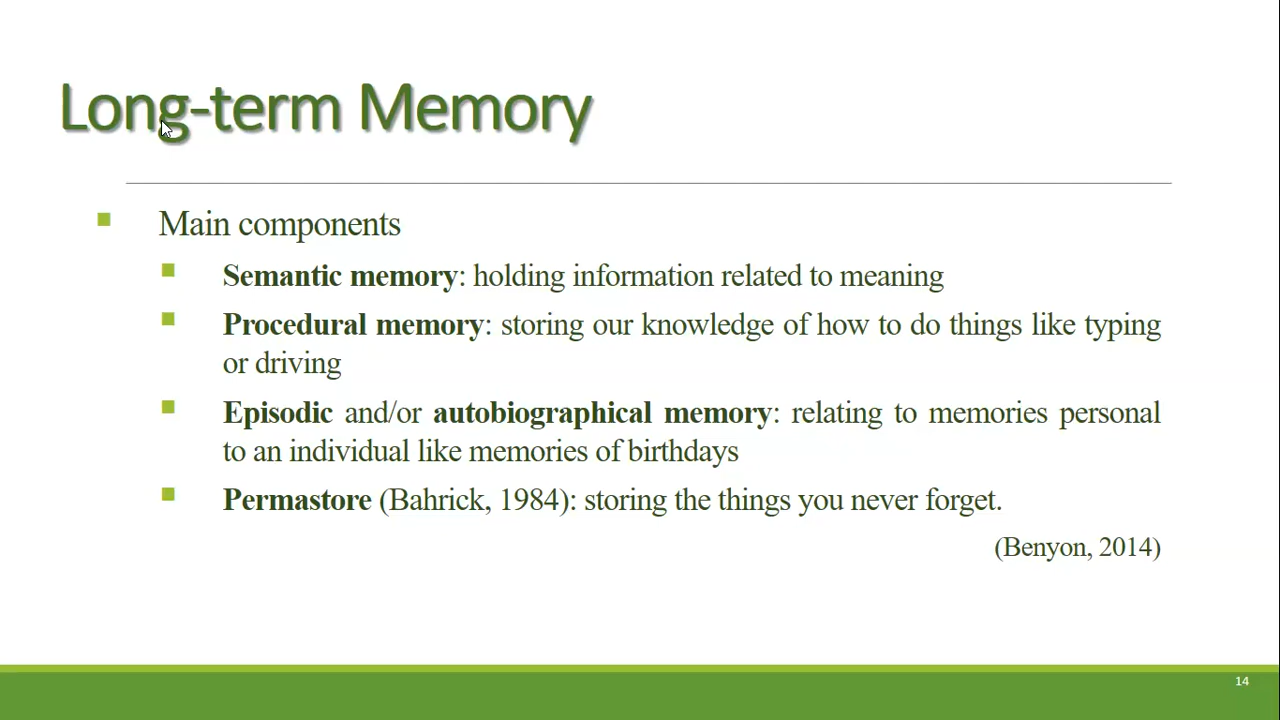 Long-term Memory
Main components
Semantic memory: holding information related to meaning
Procedural memory: storing our knowledge of how to do things like typing
or driving
Episodic and/or autobiographical memory: relating to memories personal
to an individual like memories of birthdays
Permastore (Bahrick, 1984): storing the things you never forget.
(Benyon, 2014)
14